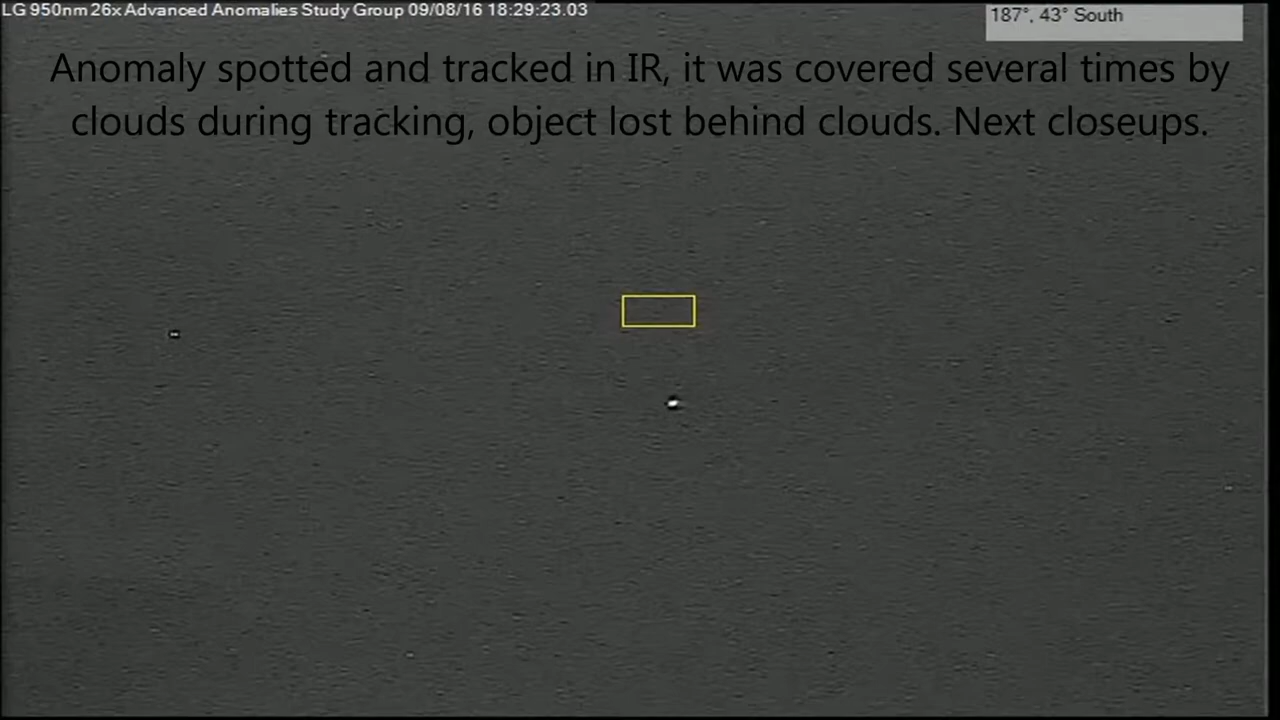 LG 950nm 26x Advanced Anomalies Study Group 09/08/16 18:29:23.03
187°, 43° South
Anomaly spotted and tracked in IR, it was covered several times by
clouds during tracking, object lost behind clouds. Next closeups.